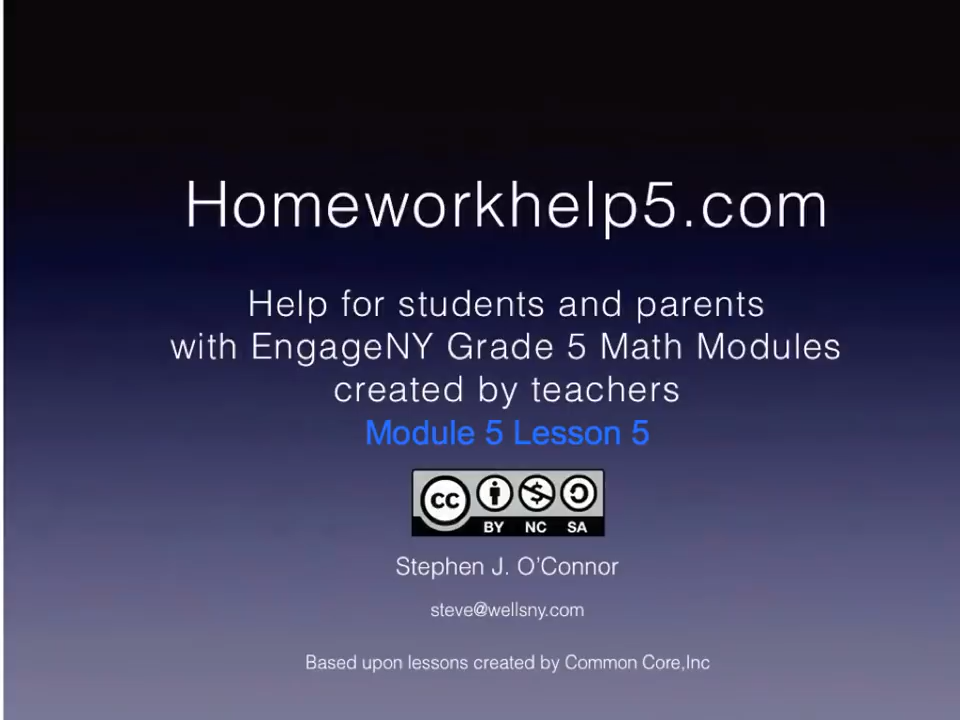 Homeworkhelp5.com
Help for students and parents
with EngageNY Grade 5 Math Modules
created by teachers
Module 5 Lesson 5
cc
BY NC SA
Stephen J. O'Connor
steve@wellsny.com
Based upon lessons created by Common Core,Inc